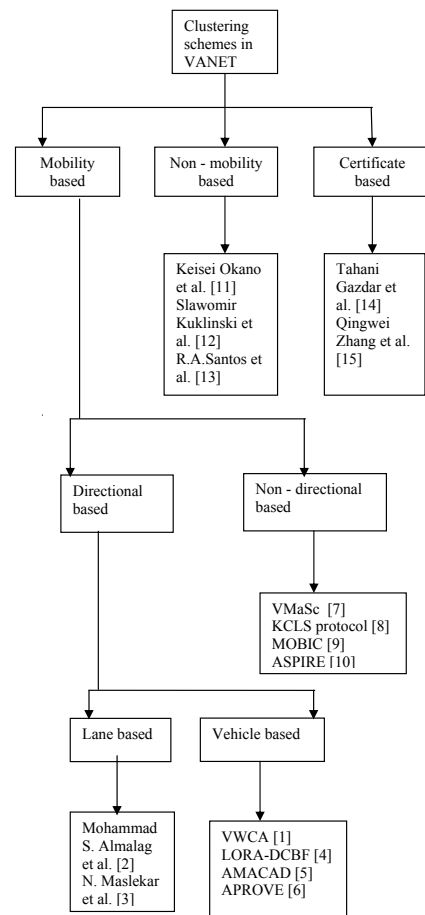 Clustering
schemes in
VANET
Mobility
based
Non - mobility
based
Certificate
based
Keisei Okano
et al. [11]
Slawomir
Kuklinski et
al. [12]
R.A.Santos et
al. [13]
Tahani
Gazdar et
al. [14]
Qingwei
Zhang et al.
[15]
Directional
based
Non - directional
based
VMaSc [7]
KCLS protocol [8]
MOBIC [9]
ASPIRE [10]
Lane based
Vehicle based
Mohammad
S. Almalag
et al. [2]
N. Maslekar
et al. [3]
VWCA [1]
LORA-DCBF [4]
AMACAD [5]
APROVE [6]